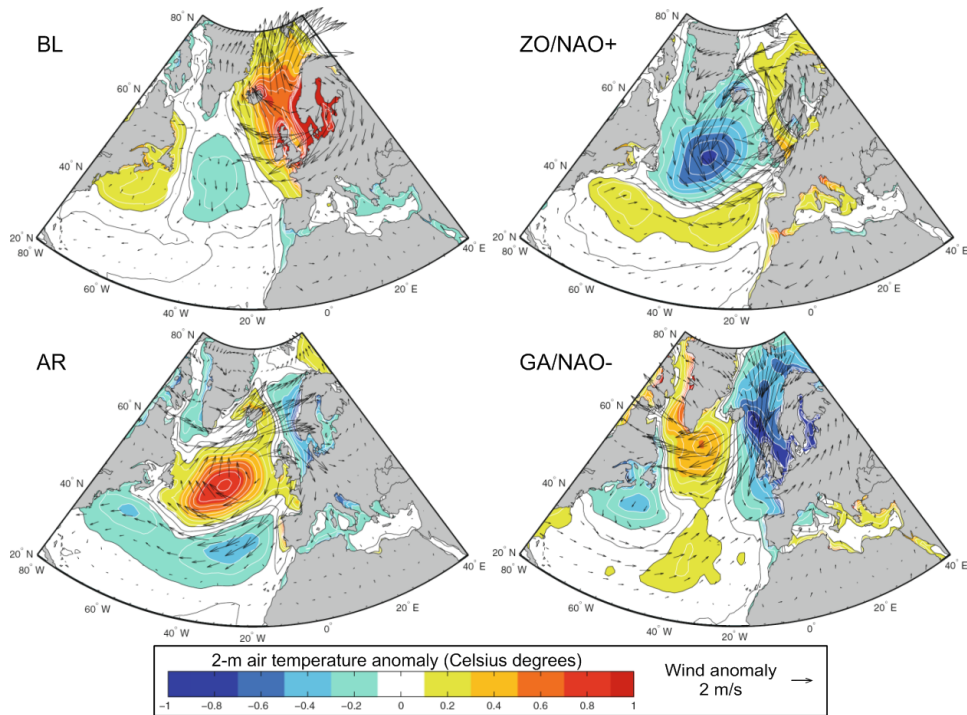 BL
80° N
60° N
40° N
20° N
80° W
60° W
40° W
20° W
0°
20° E
40° E
ZO/NAO+
80° N
60° N
40° N
20° N
80° W
60° W
40° W
20° W
0°
20° E
40° E
AR
80° N
60° N
40° N
20° N
80° W
60° W
40° W
20° W
0°
20° E
40° E
GA/NAO-
80° N
60° N
40° N
20° N
80° W
60° W
40° W
20° W
0°
20° E
40° E
2-m air temperature anomaly (Celsius degrees)
-1 -0.8 -0.6 -0.4 -0.2 0 0.2 0.4 0.6 0.8 1
Wind anomaly
2 m/s